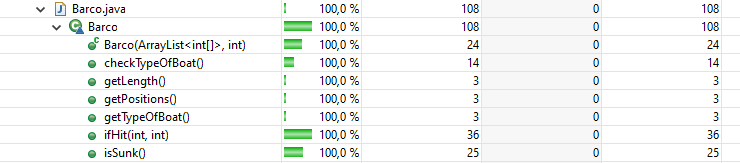 Barco.java 100,0 % 108 0 108
Barco 100,0 % 108 0 108
Barco(ArrayList<int[]>, int) 100,0 % 24 0 24
checkTypeOfBoat() 100,0 % 14 0 14
getLength() 100,0 % 3 0 3
getPositions() 100,0 % 3 0 3
getTypeOfBoat() 100,0 % 3 0 3
ifHit(int, int) 100,0 % 36 0 36
isSunk() 100,0 % 25 0 25